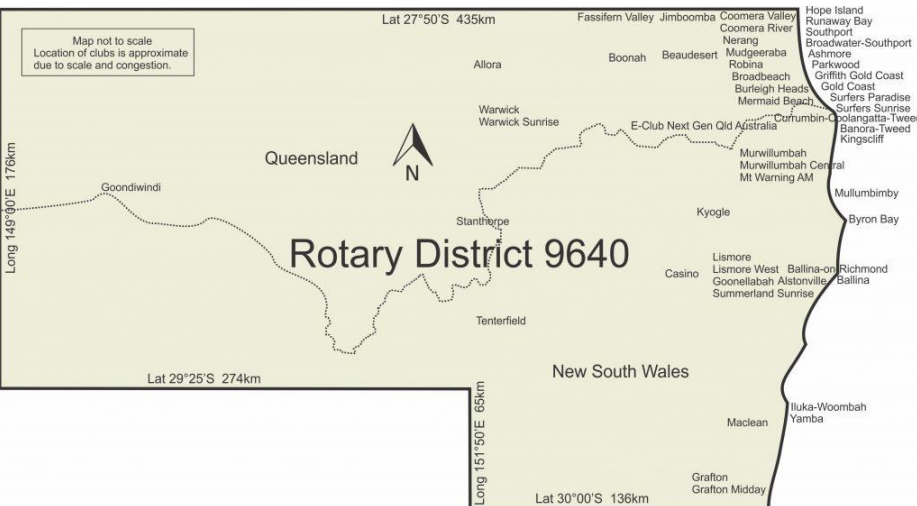 Lat 27°50'S 435km
Map not to scale
Location of clubs is approximate
due to scale and congestion.
Fassifern Valley
Jimboomba
Coomera Valley
Coomera River
Nerang
Mudgeeraba
Robina
Broadbeach
Burleigh Heads
Mermaid Beach
Boonah
Beaudesert
Allora
Hope Island
Runaway Bay
Southport
Broadwater-Southport
Ashmore
Parkwood
Griffith Gold Coast
Gold Coast
Surfers Paradise
Surfers Sunrise
Currumbin-Coolangatta-Tweed
Banora-Tweed
Kingscliff
Warwick
Warwick Sunrise
E-Club Next Gen Qld Australia
Queensland
N
Long 149°00'E 176km
Goondiwindi
Murwillumbah
Murwillumbah Central
Mt Warning AM
Mullumbimby
Stanthorpe
Kyogle
Byron Bay
Rotary District 9640
Casino
Lismore
Lismore West
Goonellabah
Summerland Sunrise
Ballina-on Richmond
Alstonville
Ballina
Tenterfield
New South Wales
Lat 29°25'S 274km
Long 151°50'E 65km
Iluka-Woombah
Yamba
Maclean
Grafton
Grafton Midday
Lat 30°00'S 136km